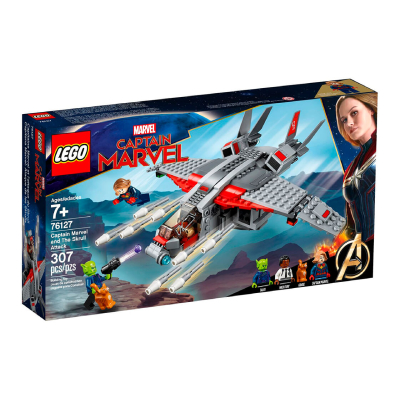 MARVEL
CAPTAIN
MARVEL
LEGO
Ages/edades
7+
76127
Captain Marvel
and The Skrull
Attack
307
pcs/pzs